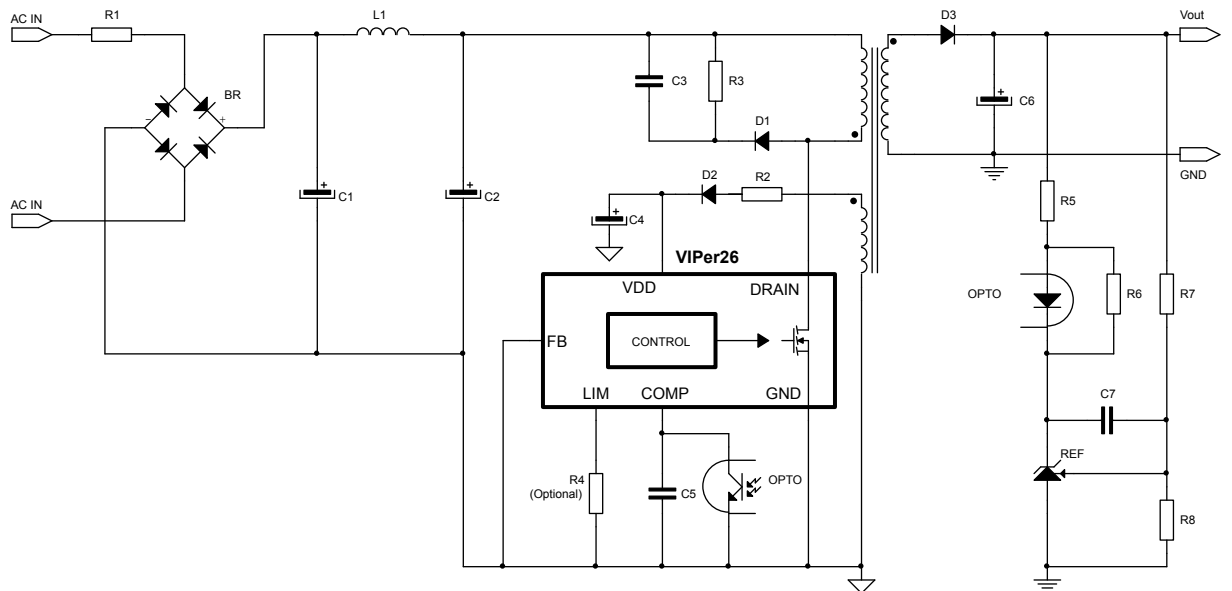 AC IN
R1
L1
D3
Vout
BR
-
+
C3
R3
D1
+
C6
GND
+
C1
+
C2
D2
R2
+
C4
R5
VIPer26
VDD
DRAIN
OPTO
R6
R7
FB
CONTROL
LIM
COMP
GND
C7
REF
R4
(Optional)
C5
OPTO
R8
AC IN